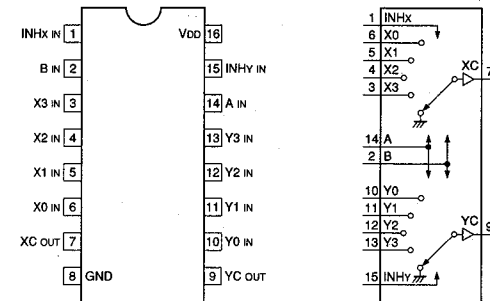 INHX IN 1
VDD 16
B IN 2
15 INHY IN
X3 IN 3
14 A IN
X2 IN 4
13 Y3 IN
X1 IN 5
12 Y2 IN
X0 IN 6
11 Y1 IN
XC OUT 7
10 Y0 IN
8 GND
9 YC OUT
1 INHX
6 X0
5 X1
4 X2
3 X3
XC 7
14 A
2 B
10 Y0
11 Y1
12 Y2
13 Y3
YC 9
15 INHY